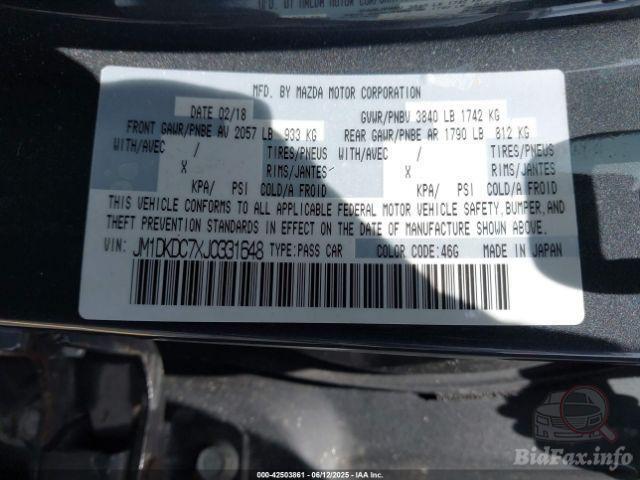 MFD. BY MAZDA MOTOR CORPORATION
DATE 02/18 GVWR/PNBV 3840 LB 1742 KG
FRONT GAWR/PNBE AV 2057 LB 933 KG REAR GAWR/PNBE AR 1790 LB 812 KG
WITH/AVEC / TIRES/PNEUS WITH/AVEC / TIRES/PNEUS
X RIMS/JANTES X RIMS/JANTES
KPA/ PSI COLD/A FROID KPA/ PSI COLD/A FROID
THIS VEHICLE CONFORMS TO ALL APPLICABLE FEDERAL MOTOR VEHICLE SAFETY, BUMPER, AND
THEFT PREVENTION STANDARDS IN EFFECT ON THE DATE OF MANUFACTURE SHOWN ABOVE.
VIN: JM1DKDC7XJ0331648 TYPE:PASS CAR COLOR CODE:46G MADE IN JAPAN
BidFax.info
000-42503861 - 06/12/2025 - IAA Inc.